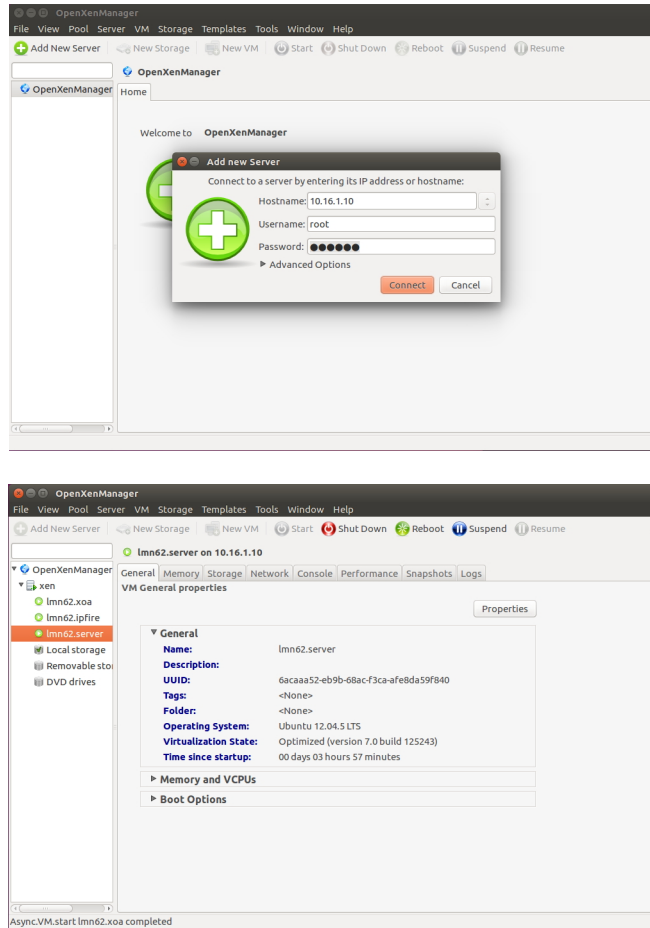 OpenXenManager
File View Pool Server VM Storage Templates Tools Window Help
Add New Server New Storage New VM Start Shut Down Reboot Suspend Resume
OpenXenManager
OpenXenManager
Home
Welcome to OpenXenManager
Add new Server
Connect to a server by entering its IP address or hostname:
Hostname: 10.16.1.10
Username: root
Password: ●●●●●●
Advanced Options
Connect Cancel
OpenXenManager
File View Pool Server VM Storage Templates Tools Window Help
Add New Server New Storage New VM Start Shut Down Reboot Suspend Resume
lmn62.server on 10.16.1.10
OpenXenManager
xen
lmn62.xoa
lmn62.ipfire
lmn62.server
Local storage
Removable sto
DVD drives
General Memory Storage Network Console Performance Snapshots Logs
VM General properties
Properties
General
Name: lmn62.server
Description:
UUID: 6acaaa52-eb9b-68ac-f3ca-afe8da59f840
Tags: <None>
Folder: <None>
Operating System: Ubuntu 12.04.5 LTS
Virtualization State: Optimized (version 7.0 build 125243)
Time since startup: 00 days 03 hours 57 minutes
Memory and VCPUs
Boot Options
Async.VM.start lmn62.xoa completed